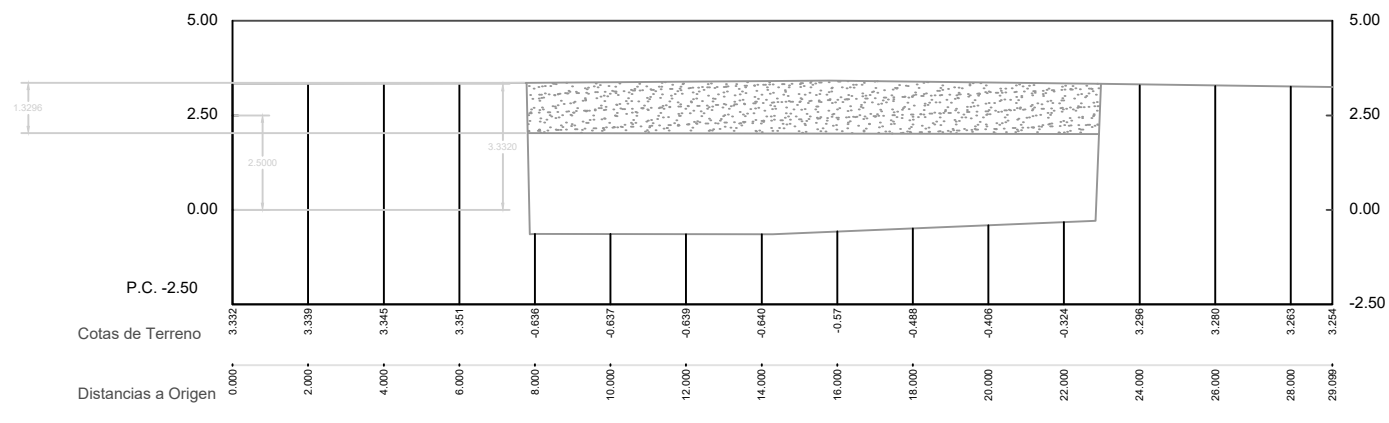 5.00 5.00
1.3296
2.50 2.50
2.5000 3.3320
0.00 0.00
P.C. -2.50 -2.50
Cotas de Terreno 3.332 3.339 3.345 3.351 -0.636 -0.637 -0.639 -0.640 -0.57 -0.488 -0.406 -0.324 3.296 3.280 3.263 3.254
Distancias a Origen 0.000 2.000 4.000 6.000 8.000 10.000 12.000 14.000 16.000 18.000 20.000 22.000 24.000 26.000 28.000 29.099